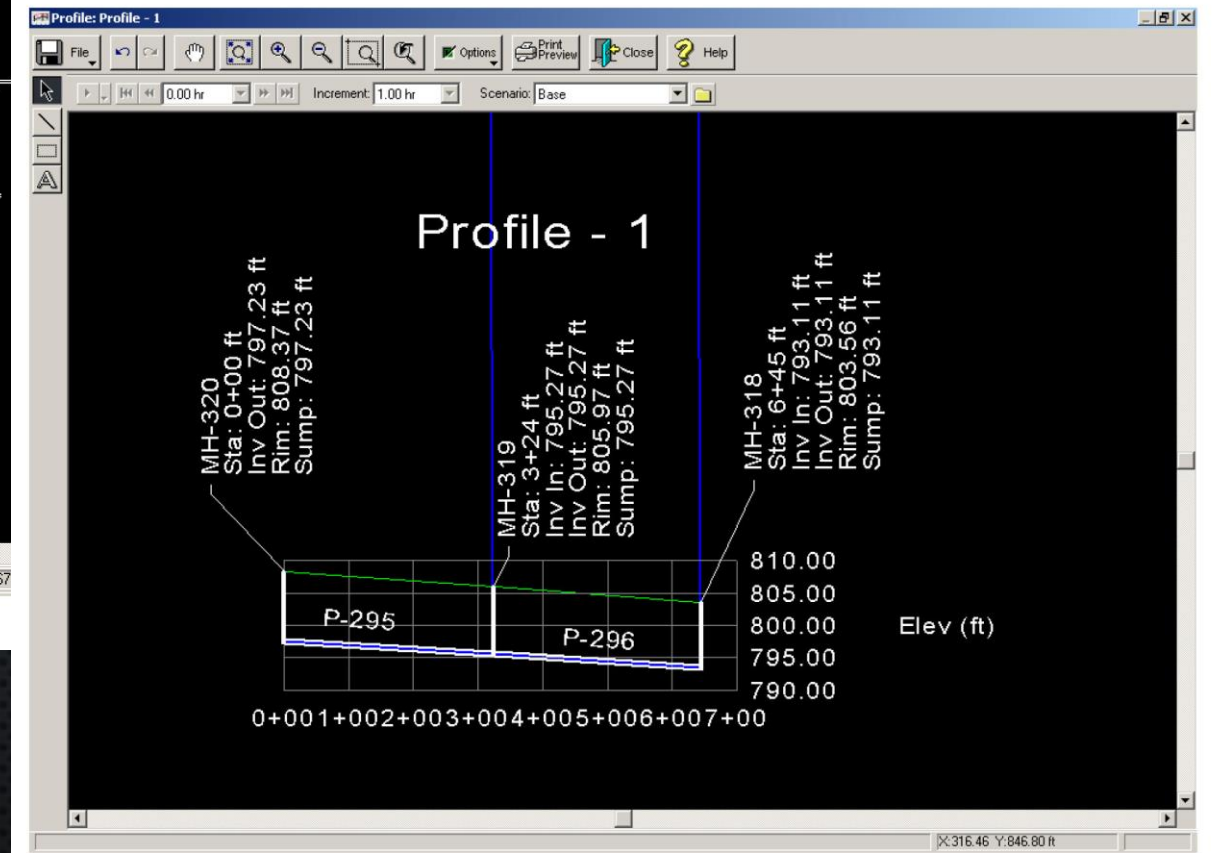 Profile: Profile - 1
File
Options
Print Preview
Close
Help
0.00 hr
Increment: 1.00 hr
Scenario: Base
Profile - 1
MH-320
Sta: 0+00 ft
Inv Out: 797.23 ft
Rim: 808.37 ft
Sump: 797.23 ft
MH-319
Sta: 3+24 ft
Inv In: 795.27 ft
Inv Out: 795.27 ft
Rim: 805.97 ft
Sump: 795.27 ft
MH-318
Sta: 6+45 ft
Inv In: 793.11 ft
Inv Out: 793.11 ft
Rim: 803.56 ft
Sump: 793.11 ft
810.00
805.00
800.00
795.00
790.00
Elev (ft)
P-295
P-296
0+001+002+003+004+005+006+007+00
67
X:316.46 Y:846.80 ft